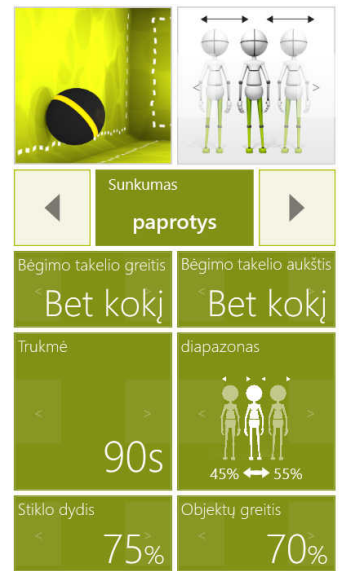 Sunkumas
paprotys
Bėgimo takelio greitis
Bet kokį
Bėgimo takelio aukštis
Bet kokį
Trukmė
90s
diapazonas
45% 55%
Stiklo dydis
75%
Objektų greitis
70%